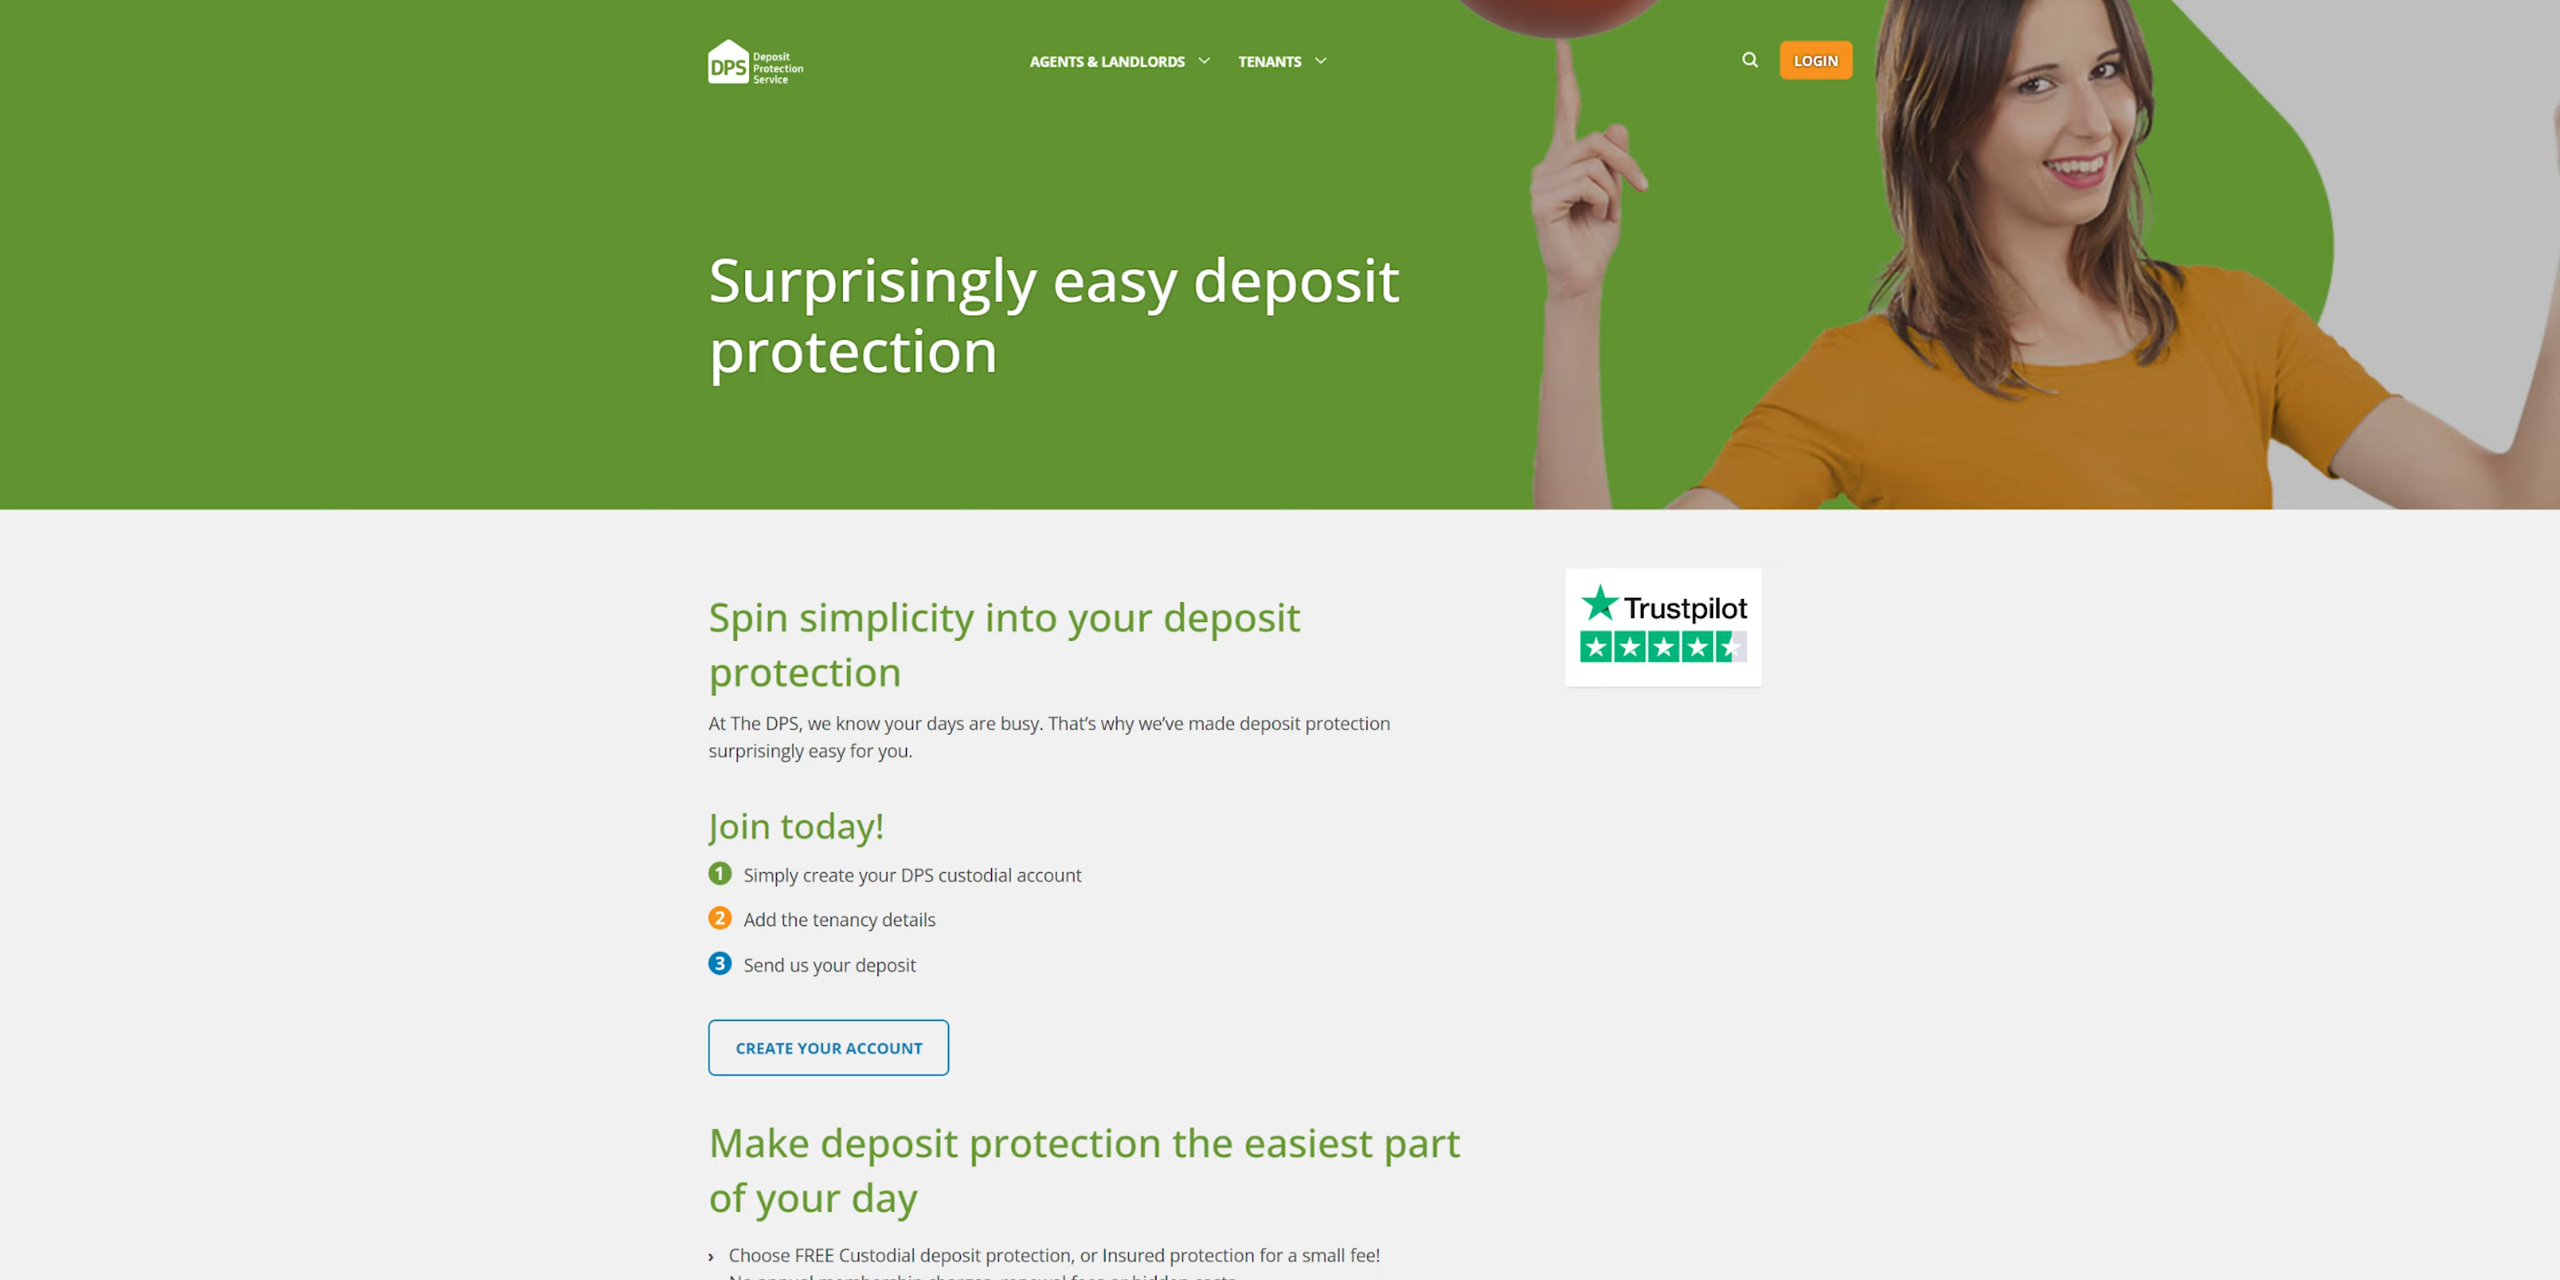 DPS
Deposit
Protection
Service
AGENTS & LANDLORDS
TENANTS
LOGIN
Surprisingly easy deposit
protection
Spin simplicity into your deposit
protection
Trustpilot
At The DPS, we know your days are busy. That’s why we’ve made deposit protection
surprisingly easy for you.
Join today!
1 Simply create your DPS custodial account
2 Add the tenancy details
3 Send us your deposit
CREATE YOUR ACCOUNT
Make deposit protection the easiest part
of your day
› Choose FREE Custodial deposit protection, or Insured protection for a small fee!